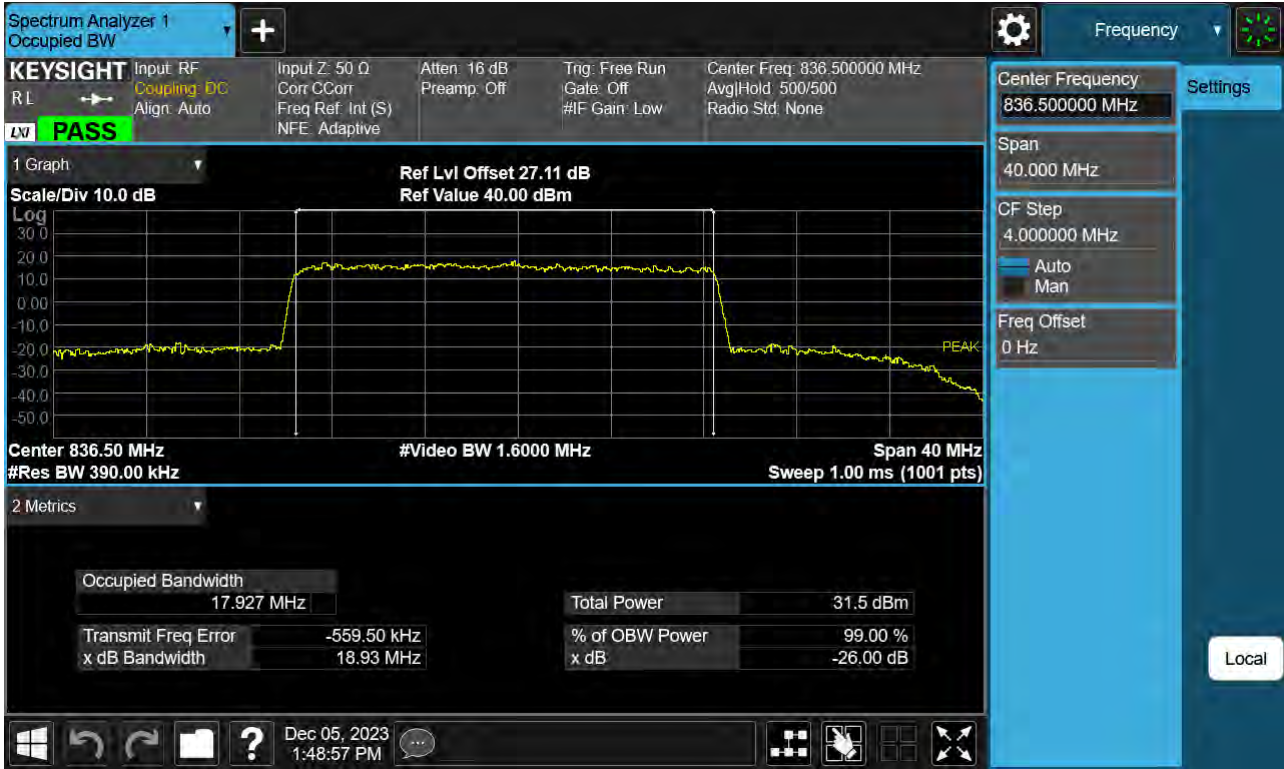 Spectrum Analyzer 1
Occupied BW
Frequency
KEYSIGHT
R L
LXI PASS
Input: RF
Coupling: DC
Align: Auto
Input Z: 50 Ω
Corr CCorr
Freq Ref: Int (S)
NFE: Adaptive
Atten: 16 dB
Preamp: Off
Trig: Free Run
Gate: Off
#IF Gain: Low
Center Freq: 836.500000 MHz
Avg|Hold: 500/500
Radio Std: None
Center Frequency
836.500000 MHz
Settings
Span
40.000 MHz
CF Step
4.000000 MHz
Auto
Man
Freq Offset
0 Hz
Local
1 Graph
Scale/Div 10.0 dB
Ref Lvl Offset 27.11 dB
Ref Value 40.00 dBm
Log
30.0
20.0
10.0
0.00
-10.0
-20.0
-30.0
-40.0
-50.0
PEAK
Center 836.50 MHz
#Video BW 1.6000 MHz
Span 40 MHz
#Res BW 390.00 kHz
Sweep 1.00 ms (1001 pts)
2 Metrics
Occupied Bandwidth
17.927 MHz
Total Power 31.5 dBm
Transmit Freq Error -559.50 kHz
% of OBW Power 99.00 %
x dB Bandwidth 18.93 MHz
x dB -26.00 dB
?
Dec 05, 2023
1:48:57 PM